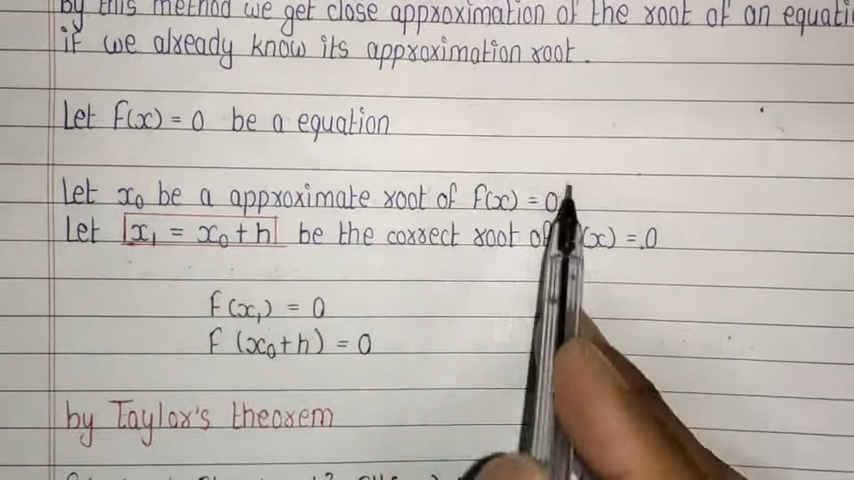 by this method we get close approximation of the root of an equati
if we already know its approximation root.
Let f(x) = 0 be a equation
Let x₀ be a approximate root of f(x) = 0
Let x₁ = x₀ + h be the correct root of (x) = 0
f(x₁) = 0
f (x₀+h) = 0
by Taylor's theorem